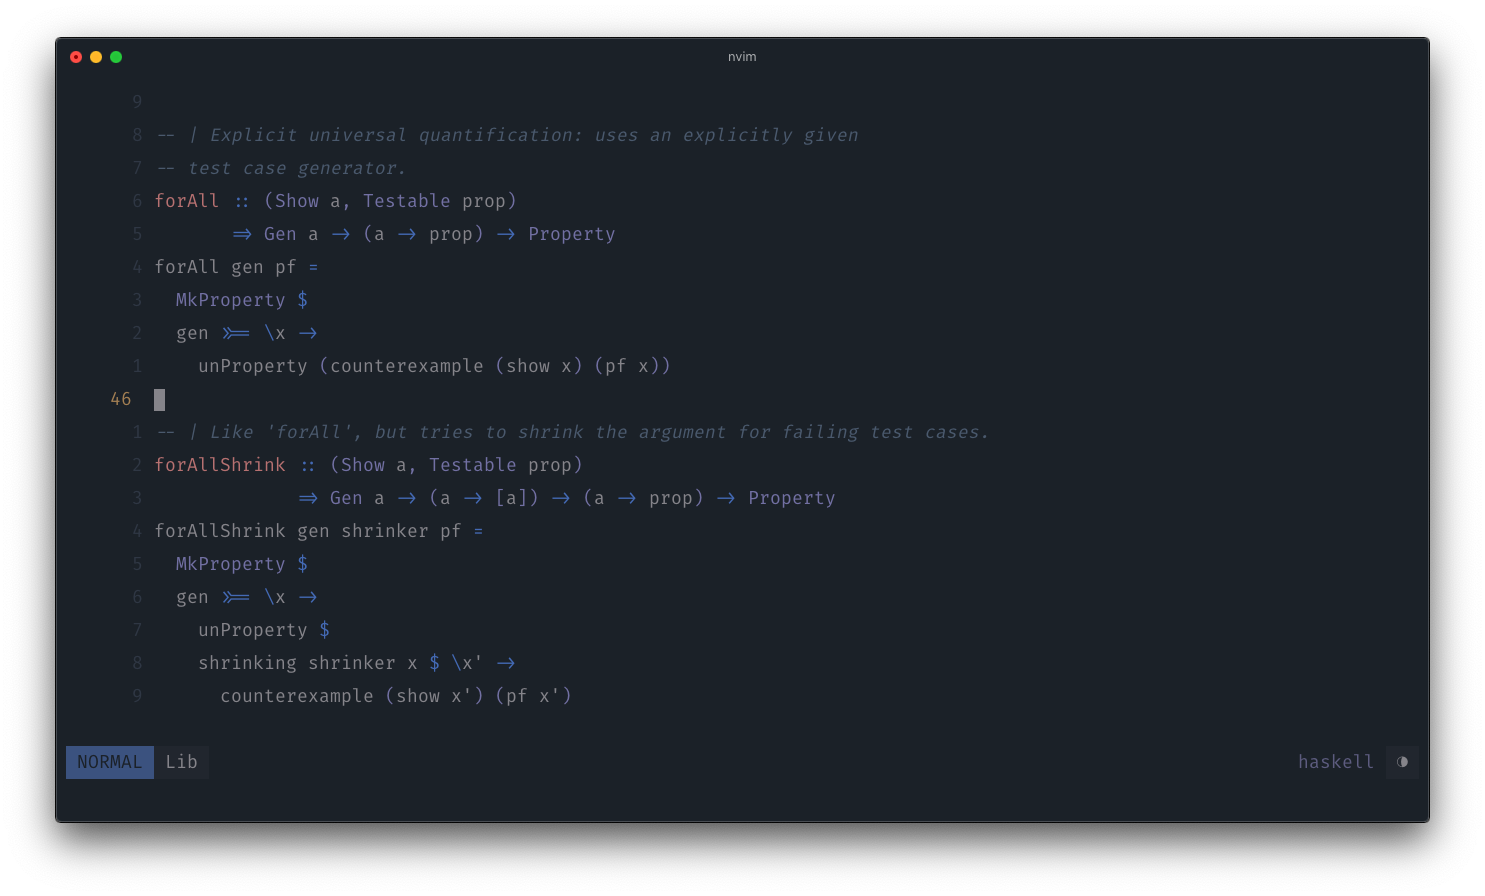 nvim
9
8 -- | Explicit universal quantification: uses an explicitly given
7 -- test case generator.
6 forAll :: (Show a, Testable prop)
5        => Gen a -> (a -> prop) -> Property
4 forAll gen pf =
3   MkProperty $
2   gen >>= \x ->
1     unProperty (counterexample (show x) (pf x))
46
1 -- | Like 'forAll', but tries to shrink the argument for failing test cases.
2 forAllShrink :: (Show a, Testable prop)
3              => Gen a -> (a -> [a]) -> (a -> prop) -> Property
4 forAllShrink gen shrinker pf =
5   MkProperty $
6   gen >>= \x ->
7     unProperty $
8     shrinking shrinker x $ \x' ->
9       counterexample (show x') (pf x')
NORMAL Lib haskell